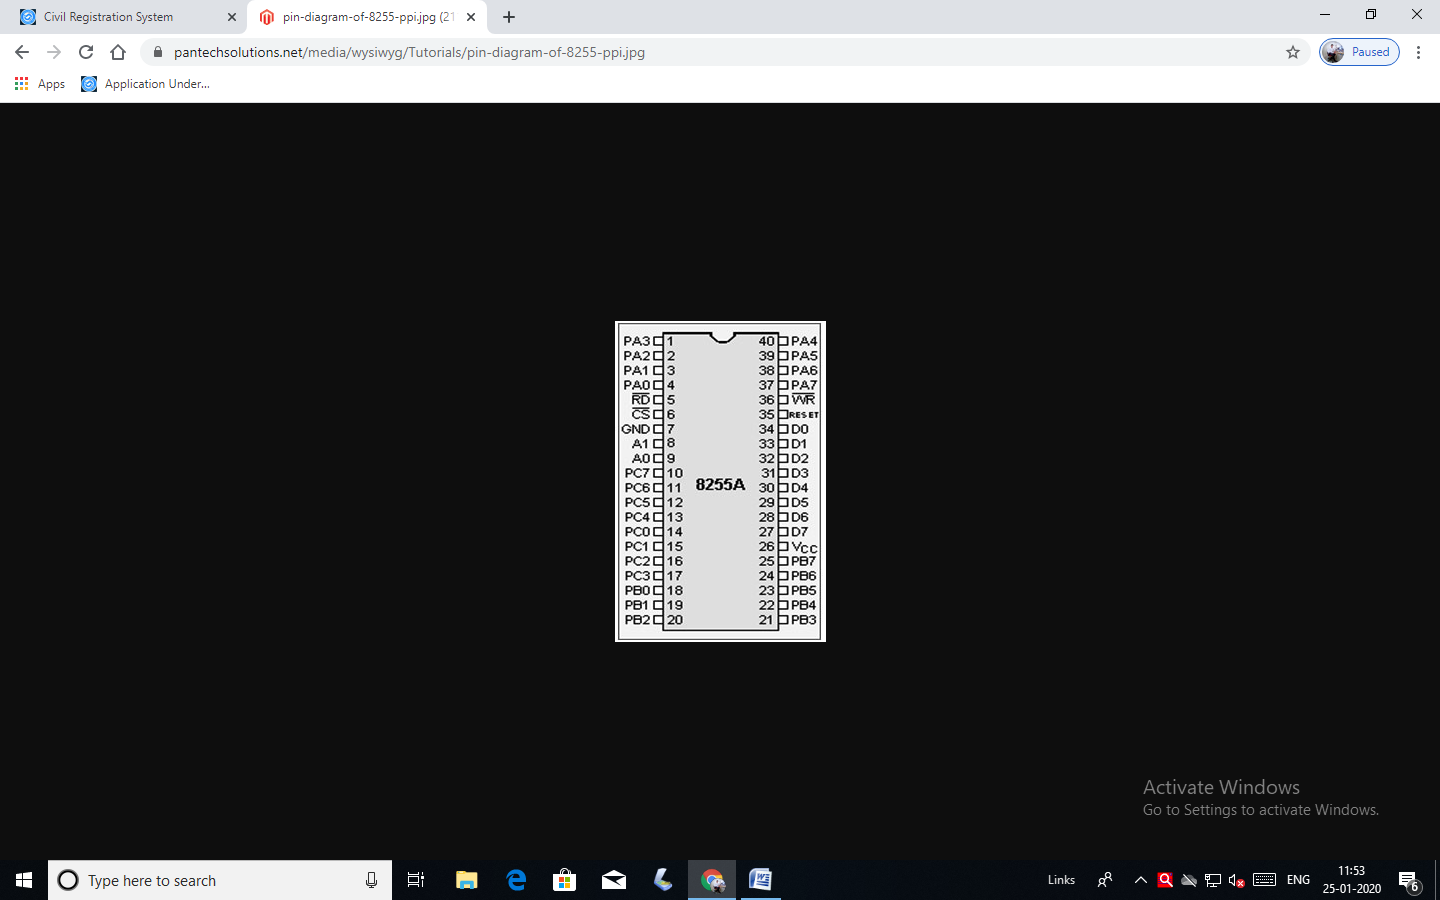 Civil Registration System
pin-diagram-of-8255-ppi.jpg (21
pantechsolutions.net/media/wysiwyg/Tutorials/pin-diagram-of-8255-ppi.jpg
Paused
Apps
Application Under...
PA3 1 40 PA4
PA2 2 39 PA5
PA1 3 38 PA6
PA0 4 37 PA7
RD 5 36 WR
CS 6 35 RESET
GND 7 34 D0
A1 8 33 D1
A0 9 32 D2
PC7 10 31 D3
PC6 11 8255A 30 D4
PC5 12 29 D5
PC4 13 28 D6
PC0 14 27 D7
PC1 15 26 VCC
PC2 16 25 PB7
PC3 17 24 PB6
PB0 18 23 PB5
PB1 19 22 PB4
PB2 20 21 PB3
Activate Windows
Go to Settings to activate Windows.
Type here to search
Links
ENG
11:53
25-01-2020
6